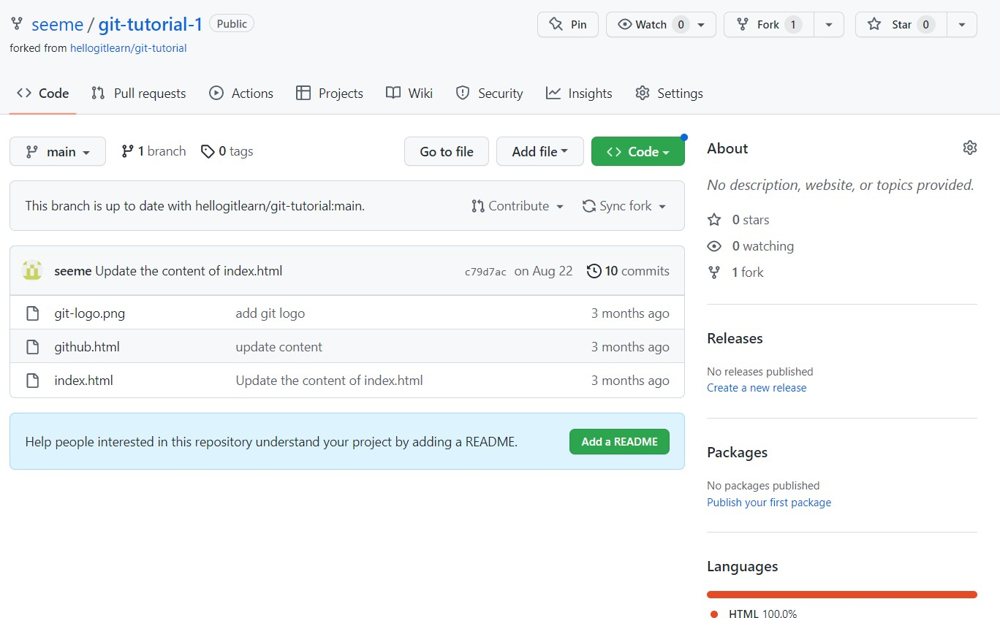 seeme / git-tutorial-1 Public
Pin Watch 0 Fork 1 Star 0
forked from hellogitlearn/git-tutorial
Code Pull requests Actions Projects Wiki Security Insights Settings
main 1 branch 0 tags Go to file Add file Code
This branch is up to date with hellogitlearn/git-tutorial:main. Contribute Sync fork
seeme Update the content of index.html c79d7ac on Aug 22 10 commits
git-logo.png add git logo 3 months ago
github.html update content 3 months ago
index.html Update the content of index.html 3 months ago
Help people interested in this repository understand your project by adding a README. Add a README
About
No description, website, or topics provided.
0 stars
0 watching
1 fork
Releases
No releases published
Create a new release
Packages
No packages published
Publish your first package
Languages
HTML 100.0%